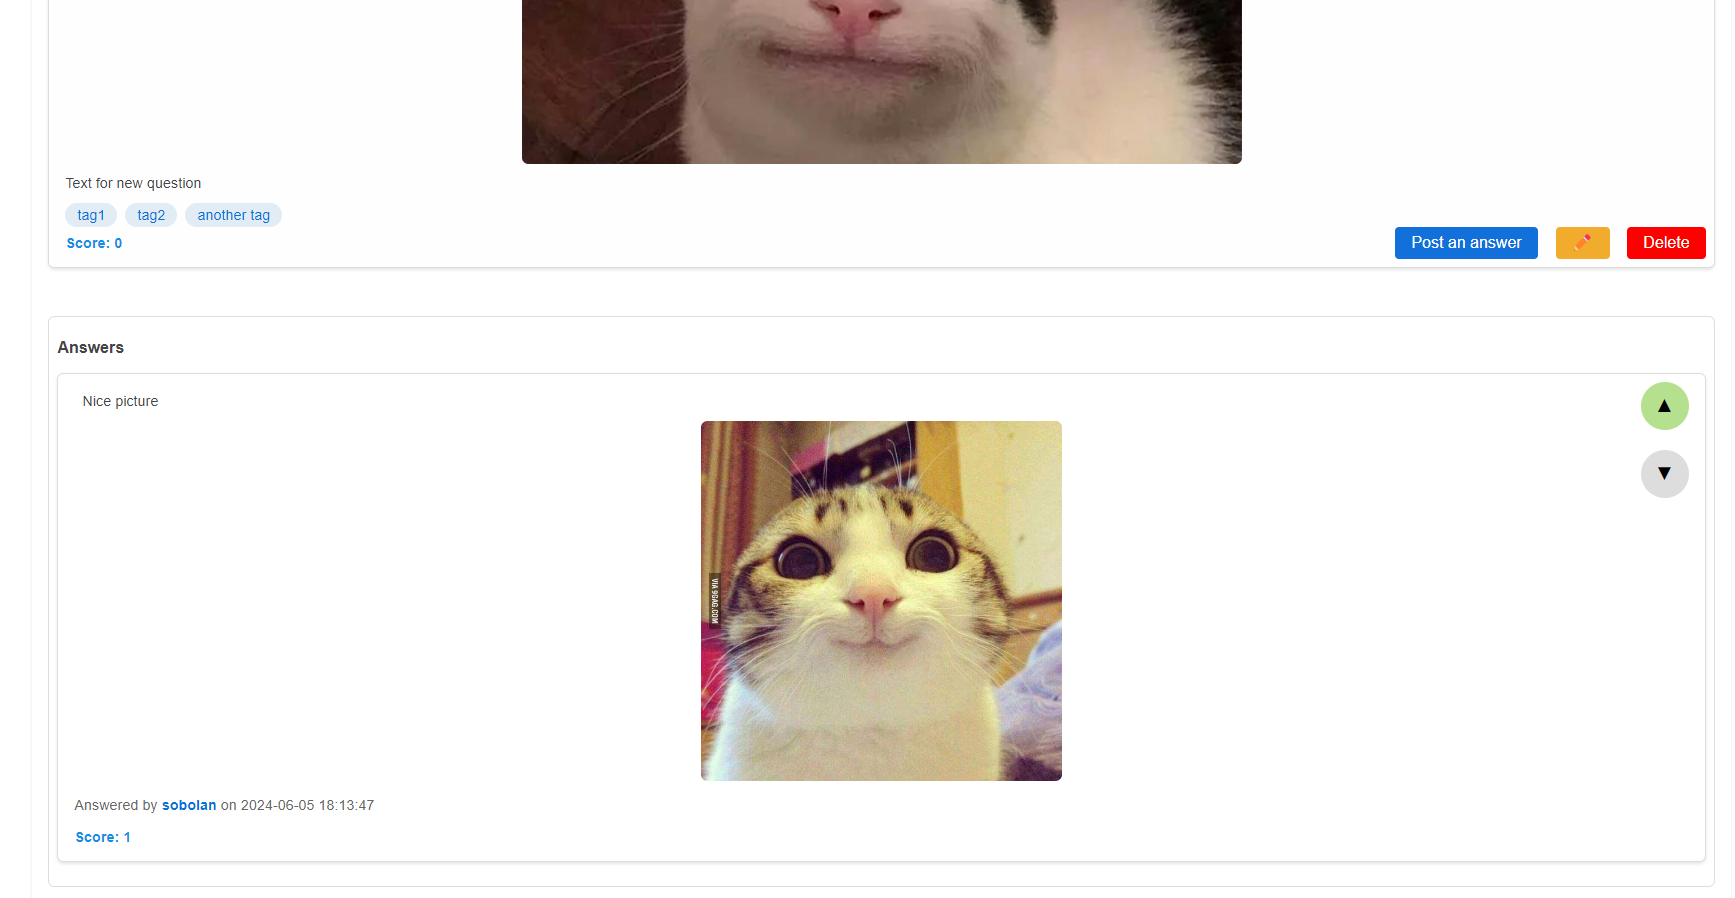 Text for new question
tag1 tag2 another tag
Score: 0
Post an answer
Delete
Answers
Nice picture
▲
▼
VIA 9GAG.COM
Answered by sobolan on 2024-06-05 18:13:47
Score: 1